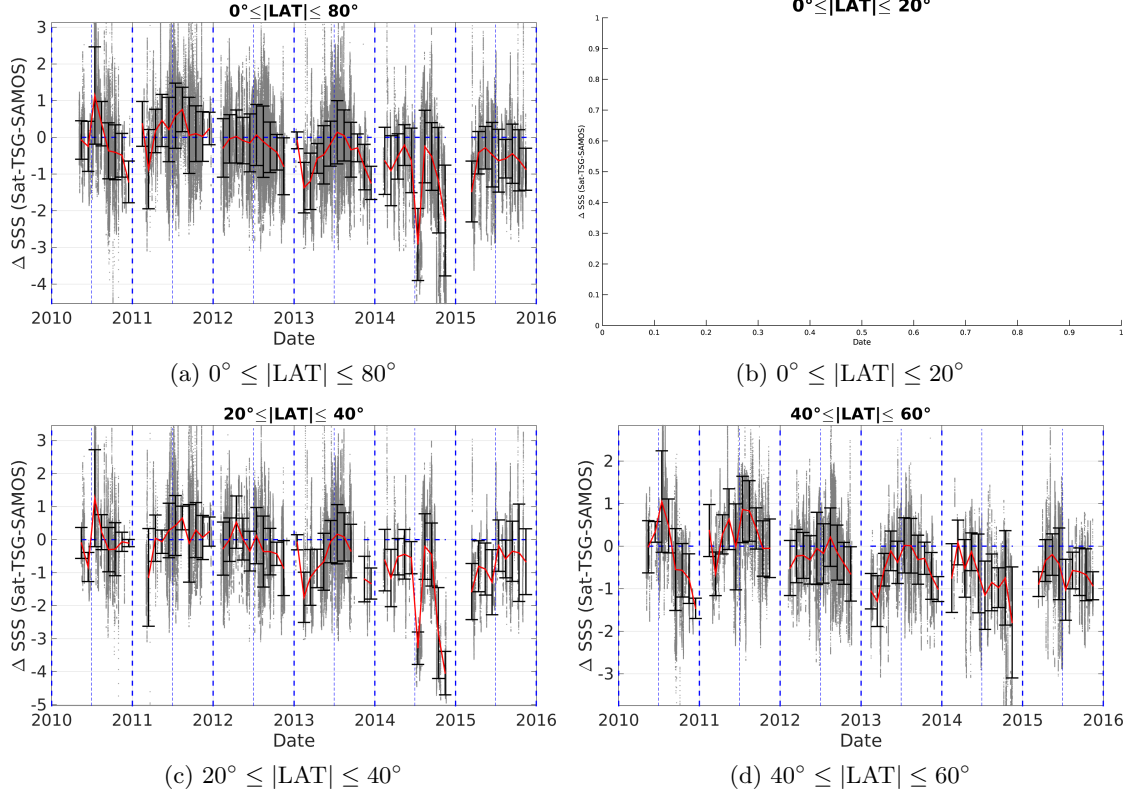 0°≤|LAT|≤ 80°
Δ SSS (Sat-TSG-SAMOS)
3
2
1
0
-1
-2
-3
-4
2010 2011 2012 2013 2014 2015 2016
Date
(a) 0° ≤ |LAT| ≤ 80°
0°≤|LAT|≤ 20°
Δ SSS (Sat-TSG-SAMOS)
1
0.9
0.8
0.7
0.6
0.5
0.4
0.3
0.2
0.1
0
0 0.1 0.2 0.3 0.4 0.5 0.6 0.7 0.8 0.9 1
Date
(b) 0° ≤ |LAT| ≤ 20°
20°≤|LAT|≤ 40°
Δ SSS (Sat-TSG-SAMOS)
3
2
1
0
-1
-2
-3
-4
-5
2010 2011 2012 2013 2014 2015 2016
Date
(c) 20° ≤ |LAT| ≤ 40°
40°≤|LAT|≤ 60°
Δ SSS (Sat-TSG-SAMOS)
2
1
0
-1
-2
-3
2010 2011 2012 2013 2014 2015 2016
Date
(d) 40° ≤ |LAT| ≤ 60°